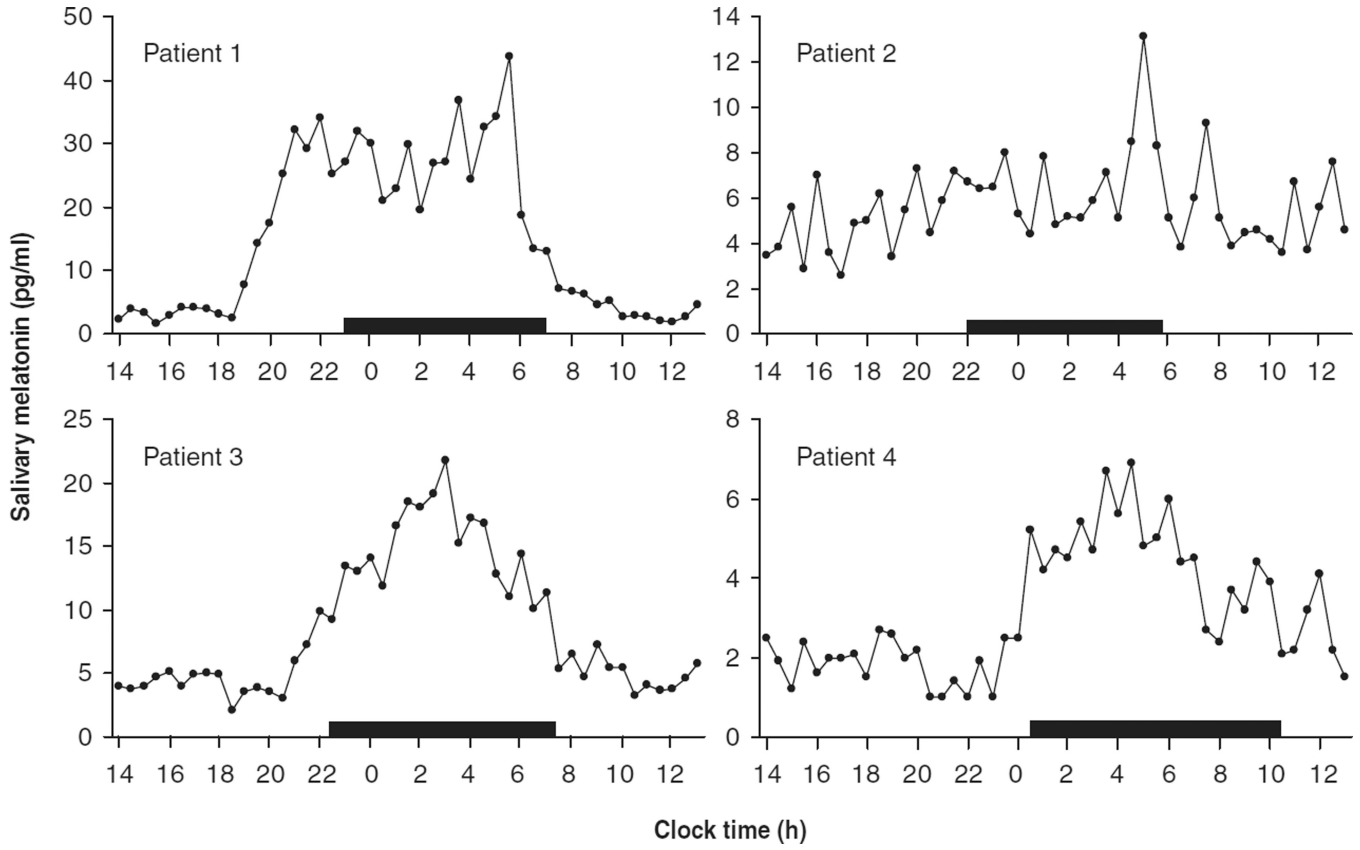 Salivary melatonin (pg/ml)
Patient 1
50
40
30
20
10
0
14 16 18 20 22 0 2 4 6 8 10 12
Patient 2
14
12
10
8
6
4
2
0
14 16 18 20 22 0 2 4 6 8 10 12
Patient 3
25
20
15
10
5
0
14 16 18 20 22 0 2 4 6 8 10 12
Patient 4
8
6
4
2
0
14 16 18 20 22 0 2 4 6 8 10 12
Clock time (h)